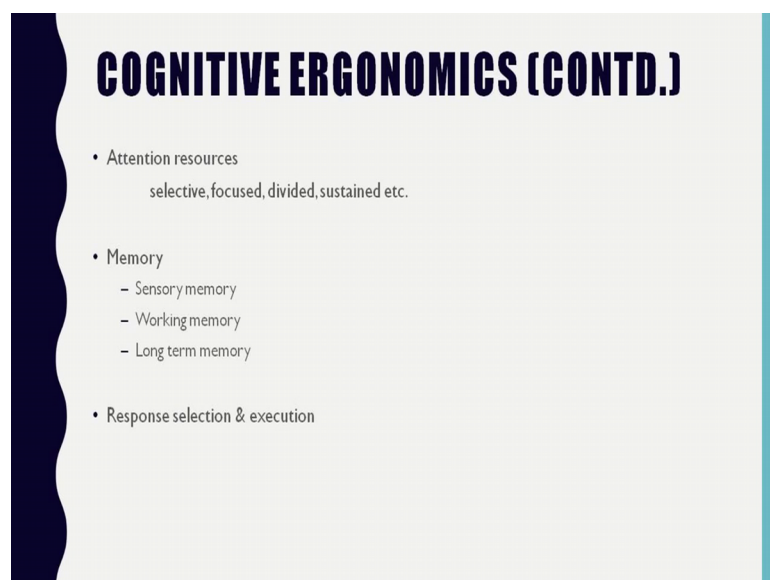 COGNITIVE ERGONOMICS (CONTD.)
• Attention resources
selective, focused, divided, sustained etc.
• Memory
– Sensory memory
– Working memory
– Long term memory
• Response selection & execution